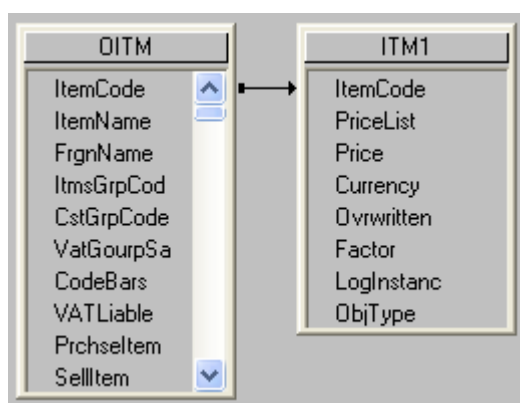 OITM
ItemCode
ItemName
FrgnName
ItmsGrpCod
CstGrpCode
VatGourpSa
CodeBars
VATLiable
PrchseItem
SellItem
ITM1
ItemCode
PriceList
Price
Currency
Ovrwritten
Factor
LogInstanc
ObjType